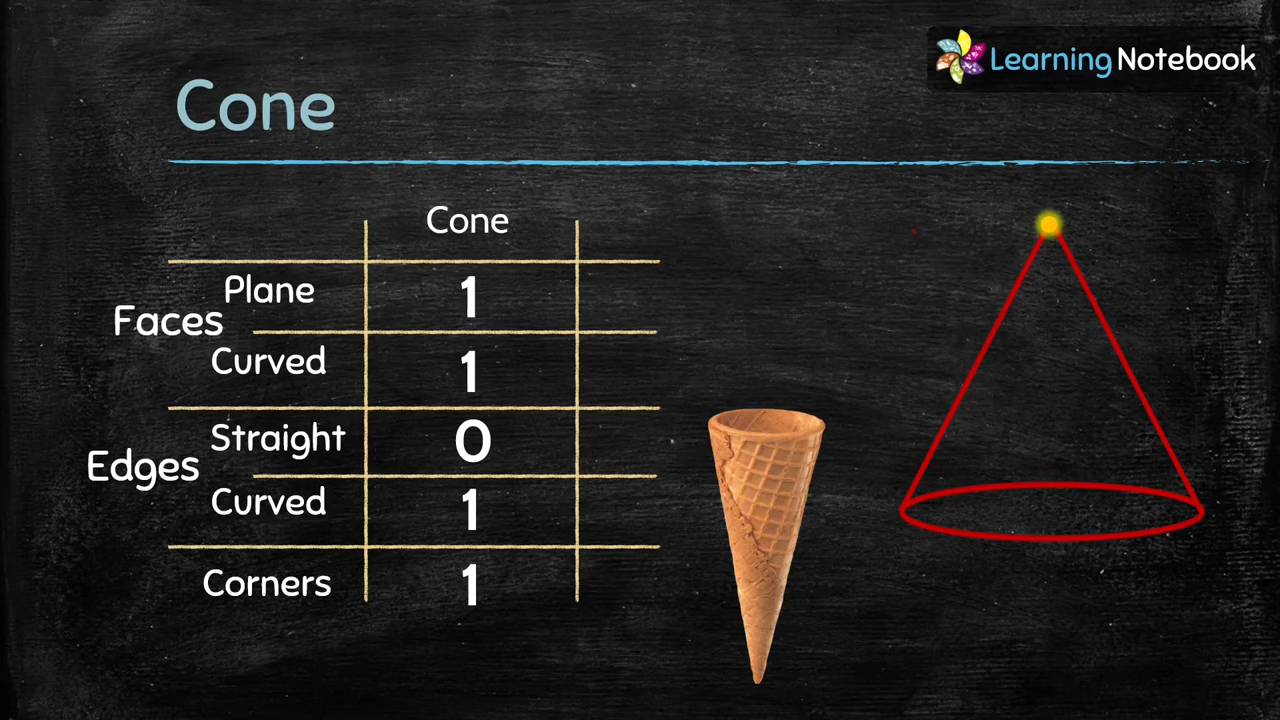 Learning Notebook
Cone
Cone
Plane 1
Faces
Curved 1
Straight 0
Edges
Curved 1
Corners 1